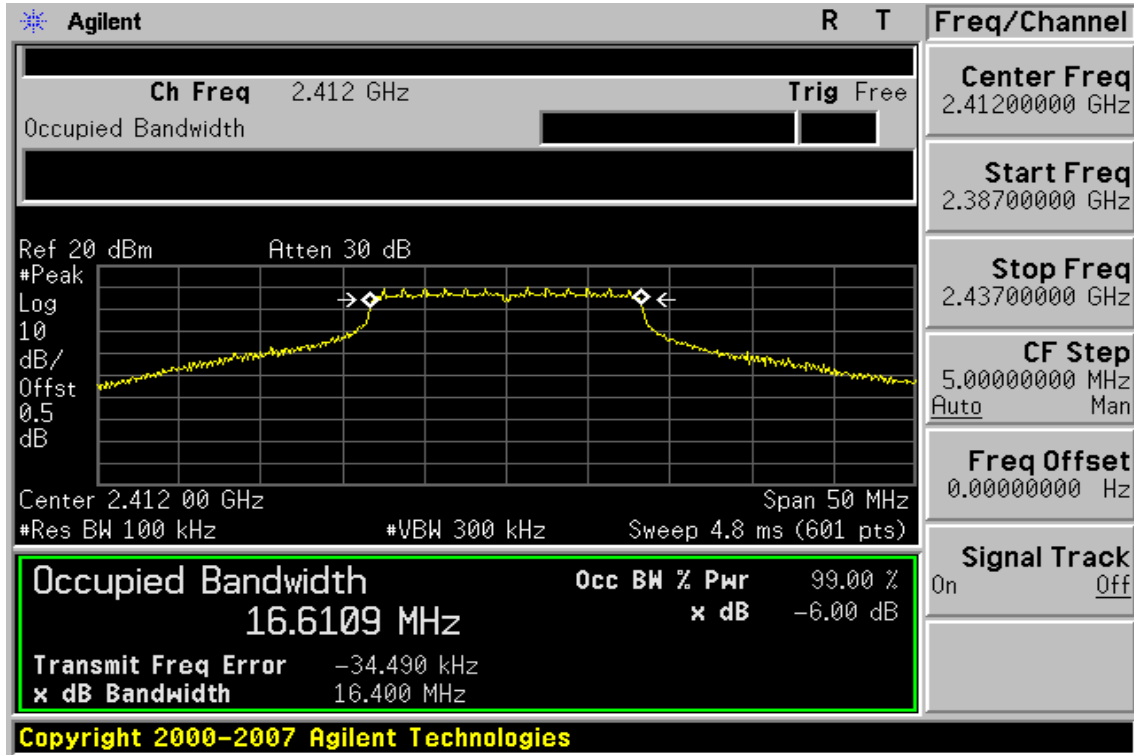 Agilent R T Freq/Channel
Ch Freq 2.412 GHz Trig Free
Occupied Bandwidth
Center Freq
2.41200000 GHz
Start Freq
2.38700000 GHz
Stop Freq
2.43700000 GHz
CF Step
5.00000000 MHz
Auto Man
Freq Offset
0.00000000 Hz
Signal Track
On Off
Ref 20 dBm Atten 30 dB
#Peak
Log
10
dB/
Offst
0.5
dB
Center 2.412 00 GHz Span 50 MHz
#Res BW 100 kHz #VBW 300 kHz Sweep 4.8 ms (601 pts)
Occupied Bandwidth
16.6109 MHz
Occ BW % Pwr 99.00 %
x dB -6.00 dB
Transmit Freq Error -34.490 kHz
x dB Bandwidth 16.400 MHz
Copyright 2000-2007 Agilent Technologies